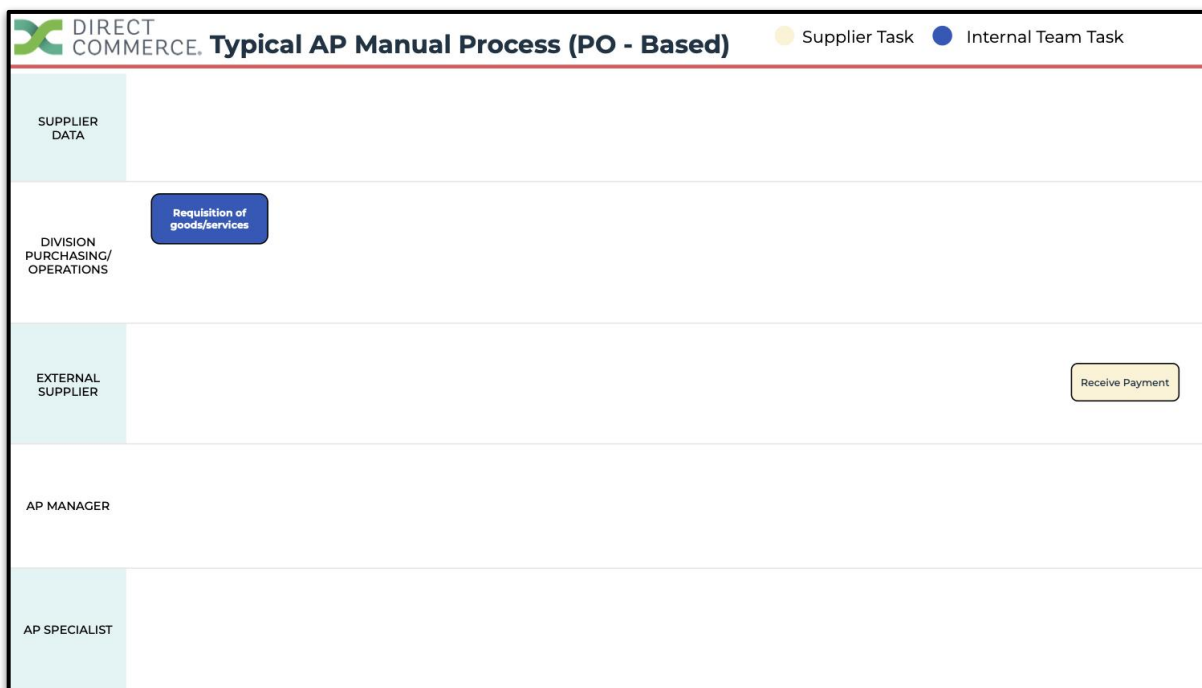 DIRECT
COMMERCE®
Typical AP Manual Process (PO - Based)
Supplier Task
Internal Team Task
SUPPLIER
DATA
Requisition of
goods/services
DIVISION
PURCHASING/
OPERATIONS
EXTERNAL
SUPPLIER
Receive Payment
AP MANAGER
AP SPECIALIST